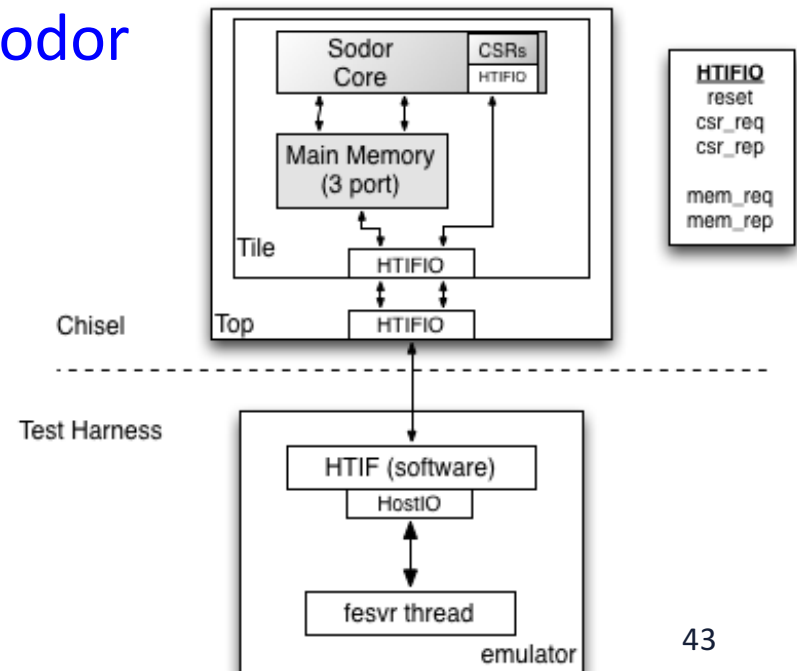 odor
Sodor
Core
CSRs
HTIFIO
Main Memory
(3 port)
Tile
HTIFIO
Top
HTIFIO
HTIFIO
reset
csr_req
csr_rep
mem_req
mem_rep
Chisel
Test Harness
HTIF (software)
HostIO
fesvr thread
emulator
43